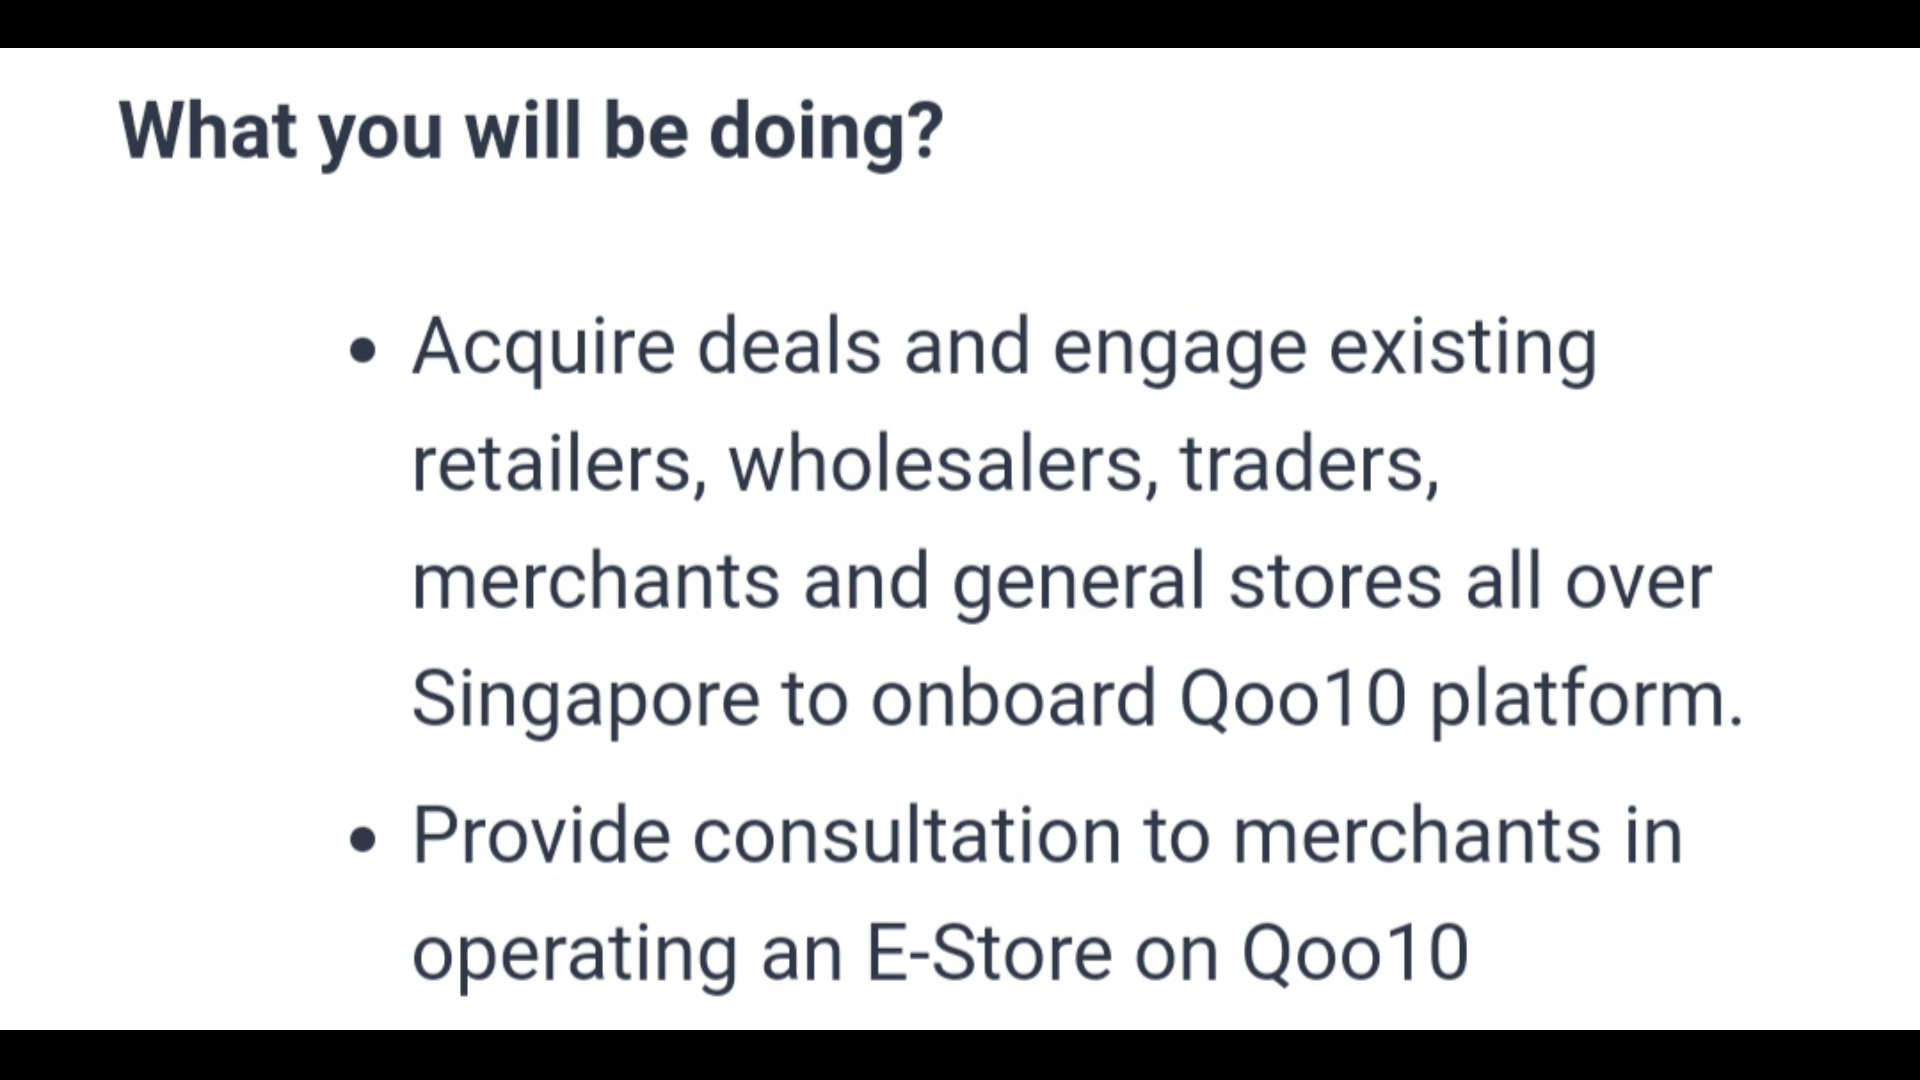 What you will be doing?
• Acquire deals and engage existing
retailers, wholesalers, traders,
merchants and general stores all over
Singapore to onboard Qoo10 platform.
• Provide consultation to merchants in
operating an E-Store on Qoo10